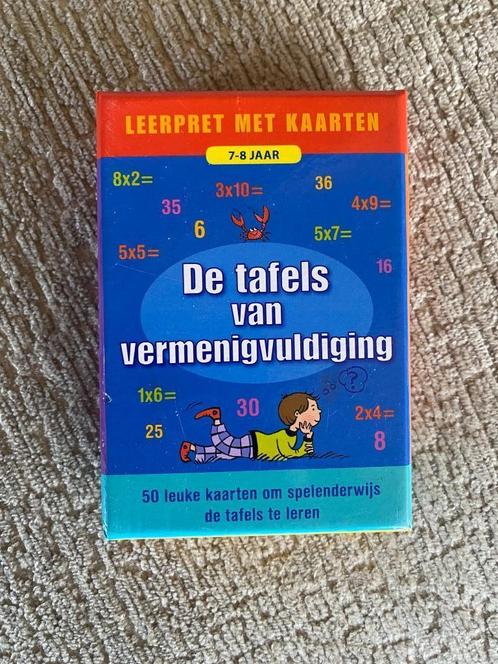 LEERPRET MET KAARTEN
7-8 JAAR
8x2=
3x10=
36
35
4x9=
6
5x7=
5x5=
16
De tafels
van
vermenigvuldiging
1x6=
30
2x4=
25
8
?
50 leuke kaarten om spelenderwijs
de tafels te leren